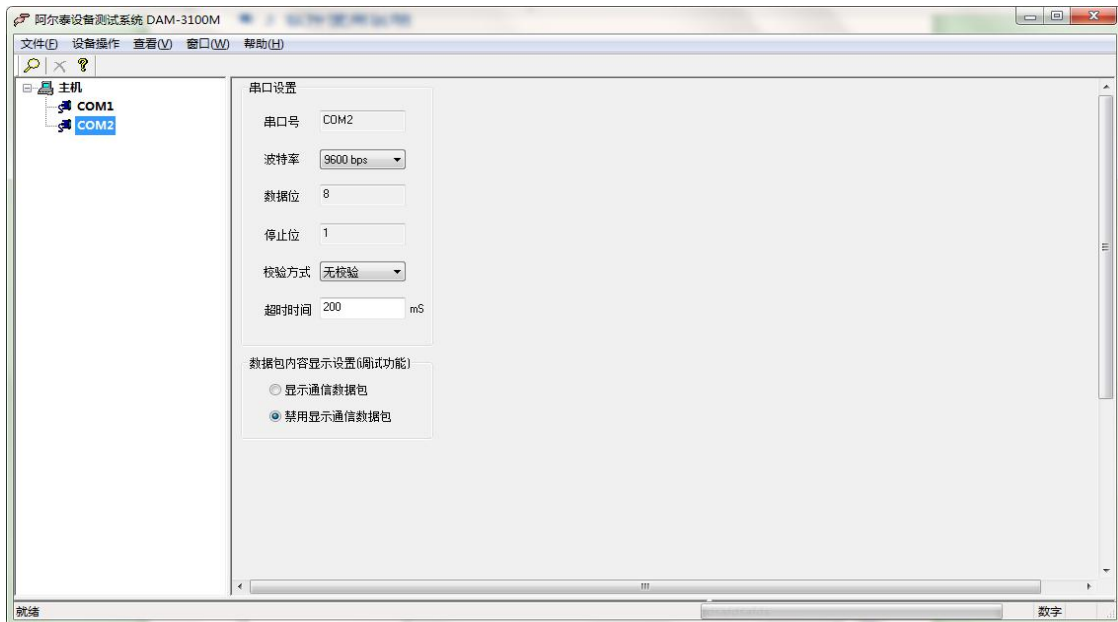 阿尔泰设备测试系统 DAM-3100M
文件(F) 设备操作 查看(V) 窗口(W) 帮助(H)
主机
COM1
COM2
串口设置
串口号 COM2
波特率 9600 bps
数据位 8
停止位 1
校验方式 无校验
超时时间 200 mS
数据包内容显示设置(调试功能)
显示通信数据包
禁用显示通信数据包
就绪 数字